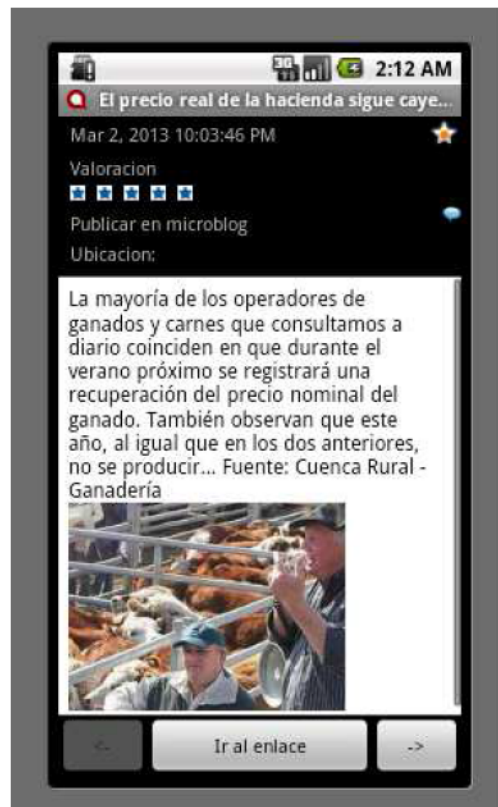 3G
2:12 AM
El precio real de la hacienda sigue caye...
Mar 2, 2013 10:03:46 PM
Valoracion
Publicar en microblog
Ubicacion:
La mayoría de los operadores de
ganados y carnes que consultamos a
diario coinciden en que durante el
verano próximo se registrará una
recuperación del precio nominal del
ganado. También observan que este
año, al igual que en los dos anteriores,
no se producir... Fuente: Cuenca Rural -
Ganadería
<- Ir al enlace ->